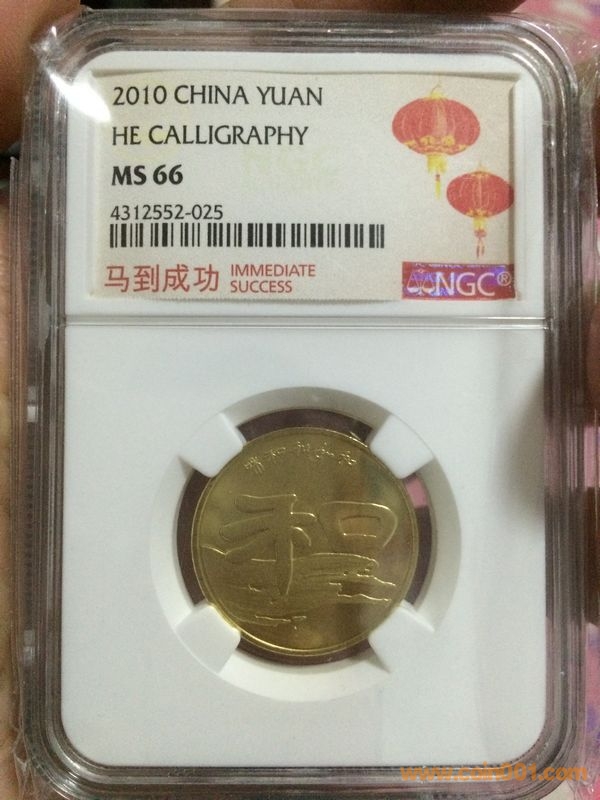 2010 CHINA YUAN
HE CALLIGRAPHY
MS 66
4312552-025
马到成功 IMMEDIATE
SUCCESS
NGC®
和
www.coin001.com